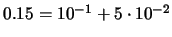 0.15 = 10⁻¹ + 5 · 10⁻²